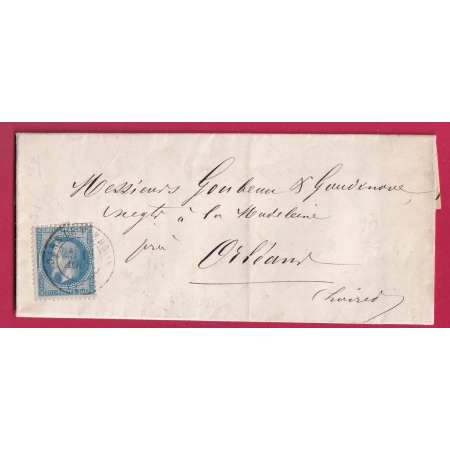 Messieurs Goubeau & Gaudenove,
negts à la Madeleine
près
Orléans
(Loiret)